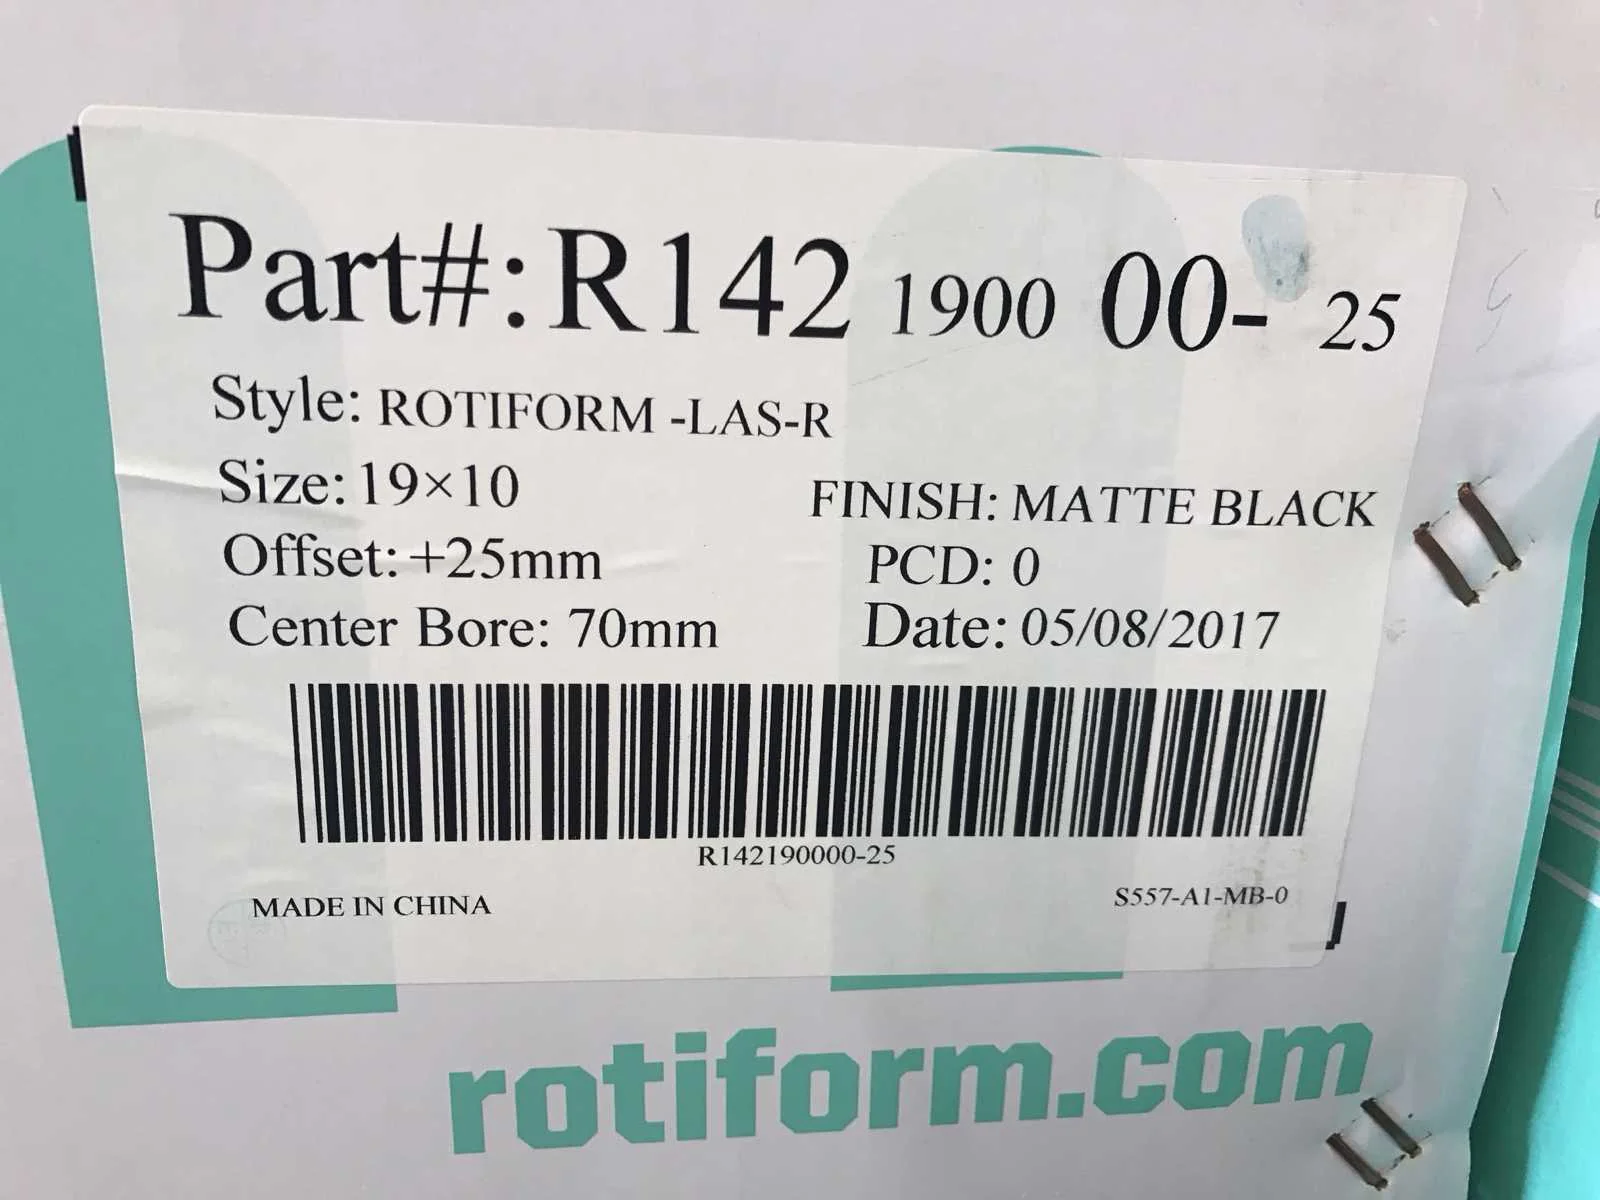 Part#: R142 1900 00- 25
Style: ROTIFORM -LAS-R
Size: 19×10
FINISH: MATTE BLACK
Offset: +25mm
PCD: 0
Center Bore: 70mm
Date: 05/08/2017
R142190000-25
MADE IN CHINA
S557-A1-MB-0
rotiform.com